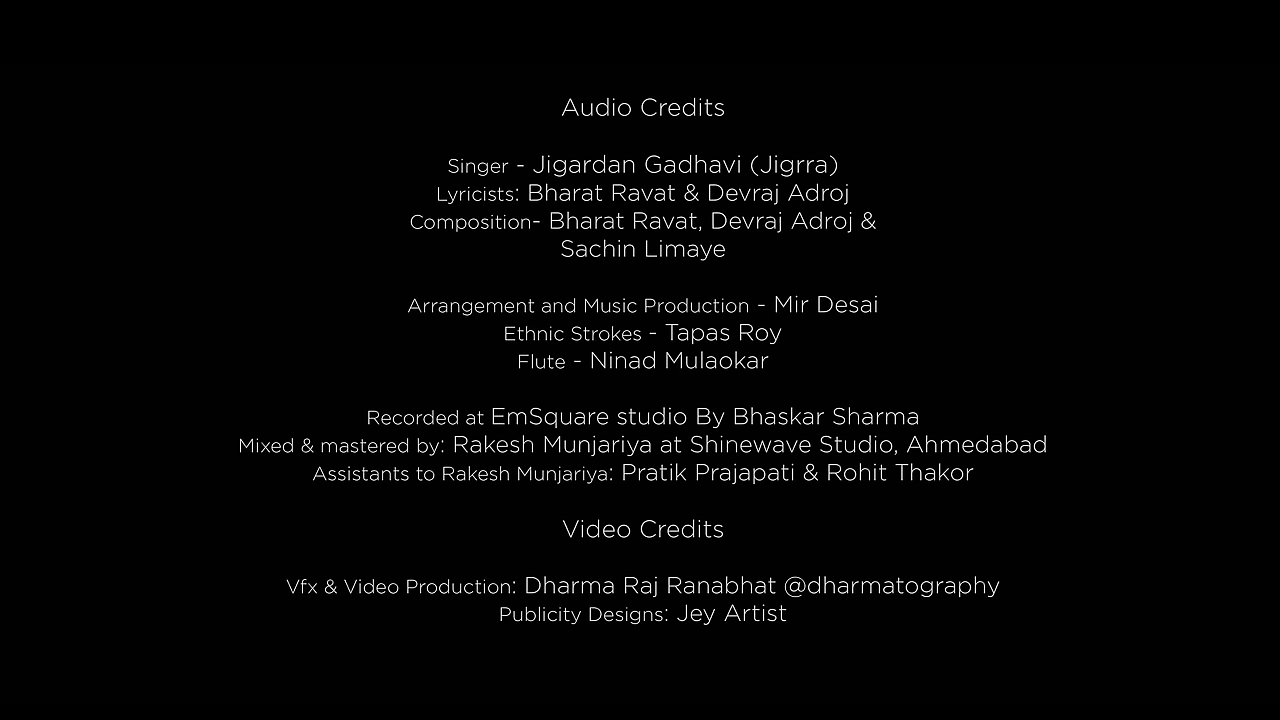 Audio Credits
Singer - Jigardan Gadhavi (Jigrra)
Lyricists: Bharat Ravat & Devraj Adroj
Composition- Bharat Ravat, Devraj Adroj &
Sachin Limaye
Arrangement and Music Production - Mir Desai
Ethnic Strokes - Tapas Roy
Flute - Ninad Mulaokar
Recorded at EmSquare studio By Bhaskar Sharma
Mixed & mastered by: Rakesh Munjariya at Shinewave Studio, Ahmedabad
Assistants to Rakesh Munjariya: Pratik Prajapati & Rohit Thakor
Video Credits
Vfx & Video Production: Dharma Raj Ranabhat @dharmatography
Publicity Designs: Jey Artist